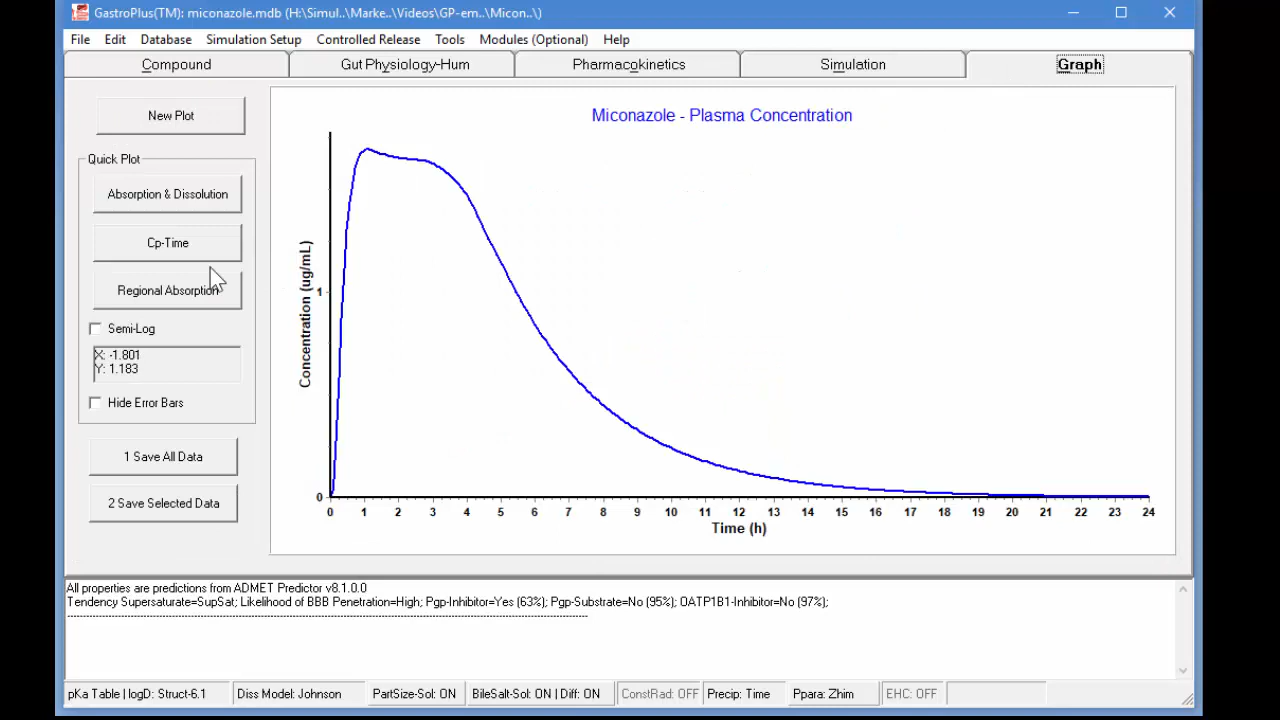 GastroPlus(TM): miconazole.mdb (H:\Simul..\Marke..\Videos\GP-em..\Micon..\)
File Edit Database Simulation Setup Controlled Release Tools Modules (Optional) Help
Compound Gut Physiology-Hum Pharmacokinetics Simulation Graph
New Plot
Quick Plot
Absorption & Dissolution
Cp-Time
Regional Absorption
Semi-Log
X: -1.801
Y: 1.183
Hide Error Bars
1 Save All Data
2 Save Selected Data
Miconazole - Plasma Concentration
Concentration (ug/mL)
1
0
0 1 2 3 4 5 6 7 8 9 10 11 12 13 14 15 16 17 18 19 20 21 22 23 24
Time (h)
All properties are predictions from ADMET Predictor v8.1.0.0
Tendency Supersaturate=SupSat; Likelihood of BBB Penetration=High; Pgp-Inhibitor=Yes (63%); Pgp-Substrate=No (95%); OATP1B1-Inhibitor=No (97%);
pKa Table | logD: Struct-6.1 Diss Model: Johnson PartSize-Sol: ON BileSalt-Sol: ON | Diff: ON ConstRad: OFF Precip: Time Ppara: Zhim EHC: OFF